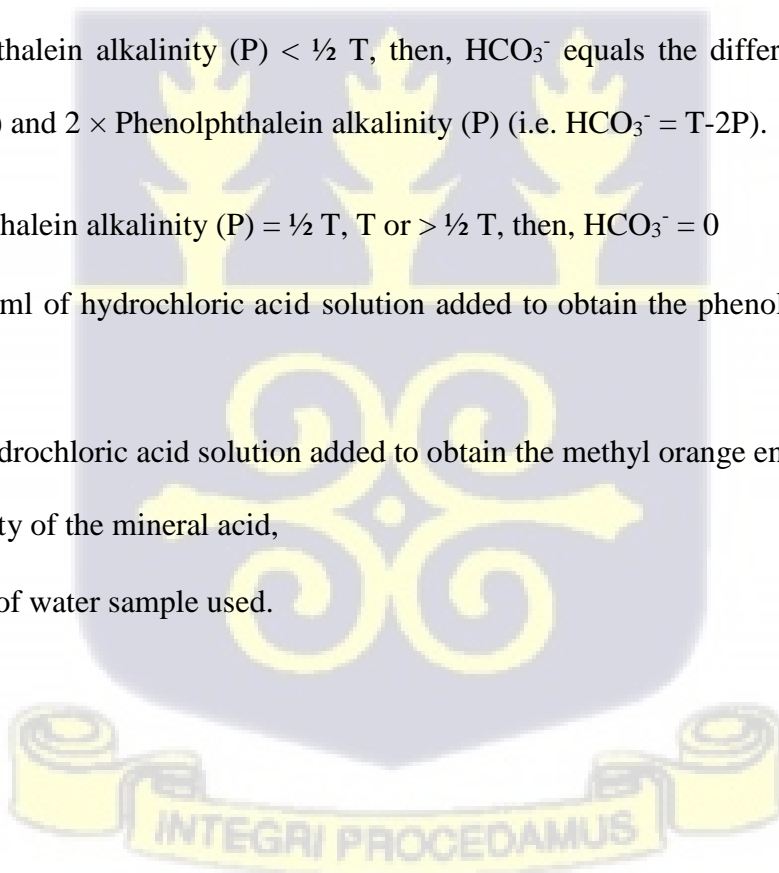 thalein alkalinity (P) < ½ T, then, HCO₃⁻ equals the differ
) and 2 × Phenolphthalein alkalinity (P) (i.e. HCO₃⁻ = T-2P).
halein alkalinity (P) = ½ T, T or > ½ T, then, HCO₃⁻ = 0
ml of hydrochloric acid solution added to obtain the phenol
drochloric acid solution added to obtain the methyl orange en
ty of the mineral acid,
of water sample used.
INTEGRI PROCEDAMUS